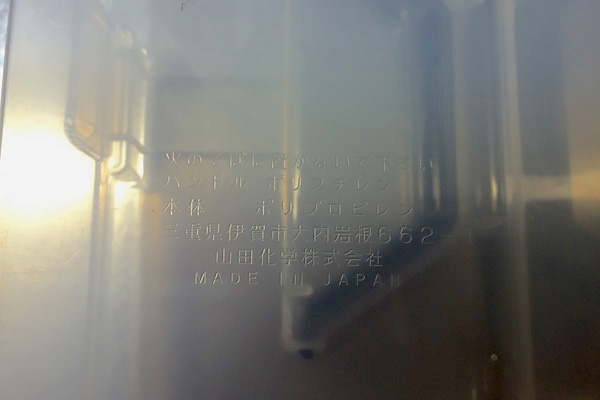 火のそばに置かないで下さい
ハンドル ポリエチレン
本体 ポリプロピレン
三重県伊賀市大内岩根662-1
山田化学株式会社
MADE IN JAPAN